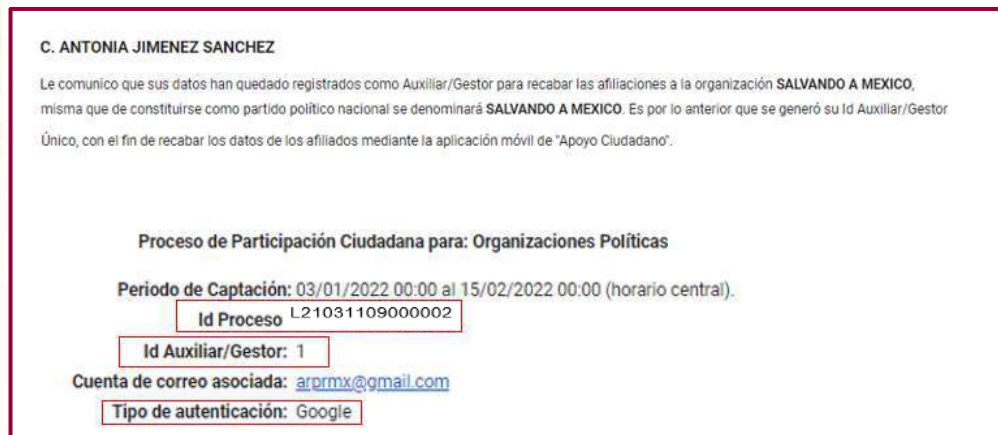 C. ANTONIA JIMENEZ SANCHEZ
Le comunico que sus datos han quedado registrados como Auxiliar/Gestor para recabar las afiliaciones a la organización SALVANDO A MEXICO,
misma que de constituirse como partido político nacional se denominará SALVANDO A MEXICO. Es por lo anterior que se generó su Id Auxiliar/Gestor
Único, con el fin de recabar los datos de los afiliados mediante la aplicación móvil de "Apoyo Ciudadano".
Proceso de Participación Ciudadana para: Organizaciones Políticas
Periodo de Captación: 03/01/2022 00:00 al 15/02/2022 00:00 (horario central).
Id Proceso L21031109000002
Id Auxiliar/Gestor: 1
Cuenta de correo asociada: arprmx@gmail.com
Tipo de autenticación: Google